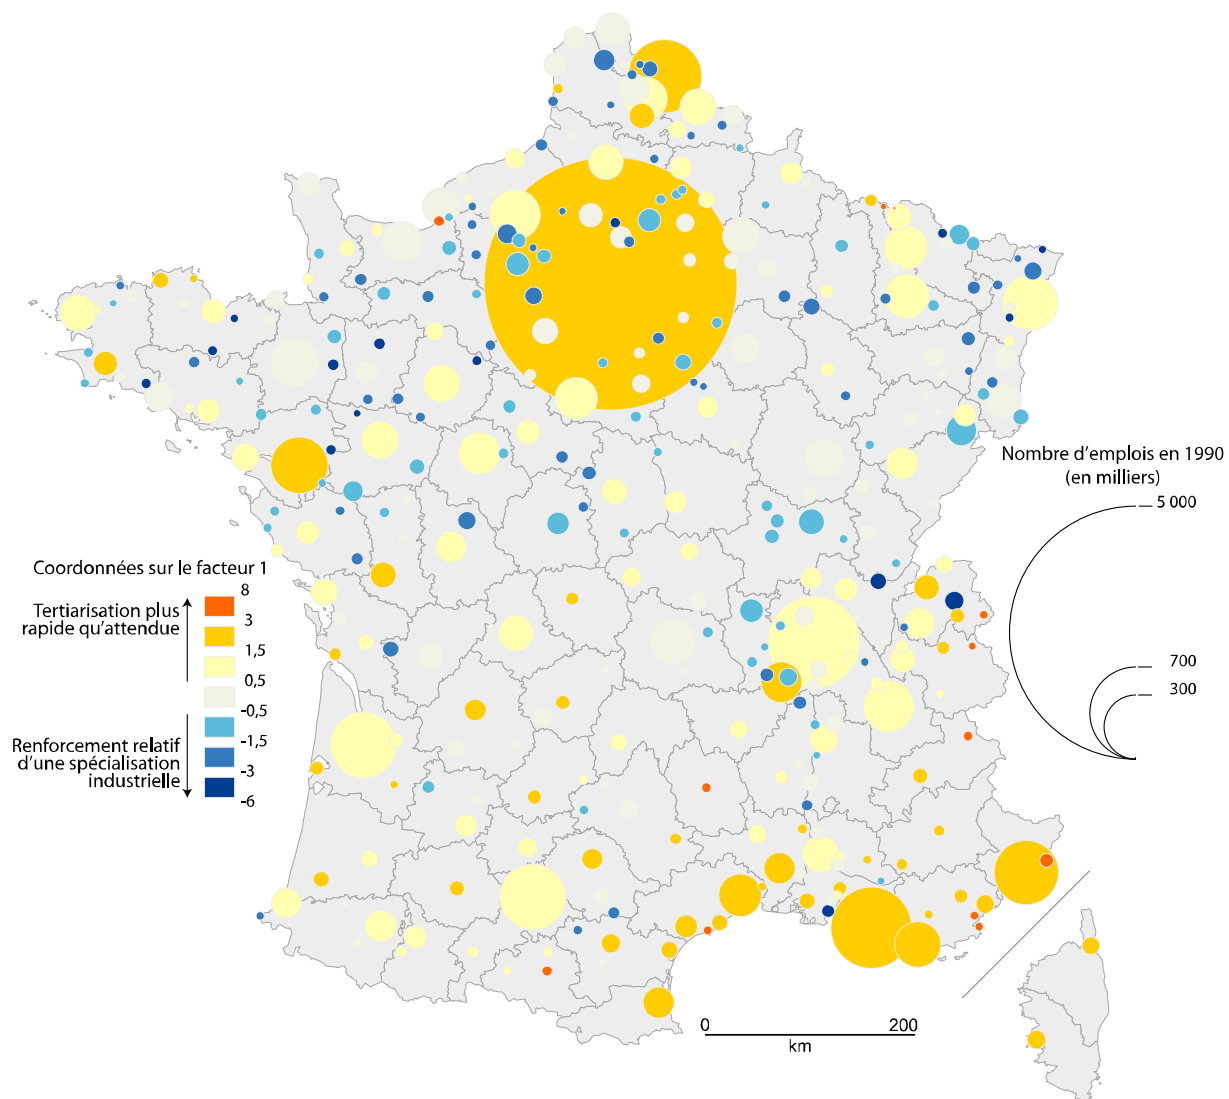 Nombre d'emplois en 1990
(en milliers)
5 000
700
300
Coordonnées sur le facteur 1
8
Tertiarisation plus
rapide qu'attendue
3
1,5
0,5
-0,5
-1,5
Renforcement relatif
d'une spécialisation
industrielle
-3
-6
0 200
km